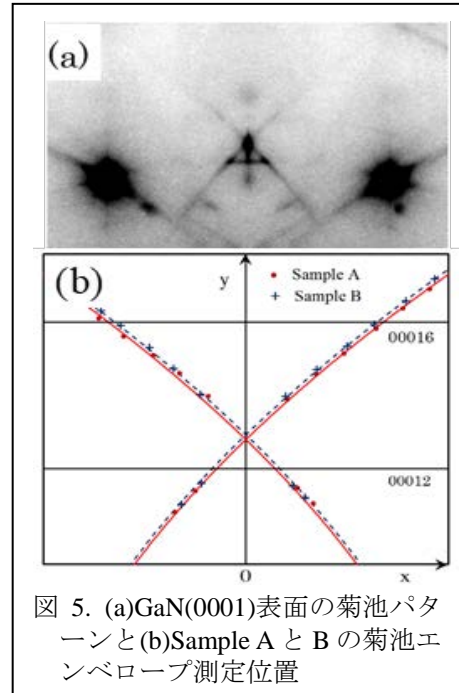 (a)
(b)
y
Sample A
Sample B
00016
00012
O
x
図 5. (a)GaN(0001)表面の菊池パタ
ーンと(b)Sample A と B の菊池エ
ンベロープ測定位置